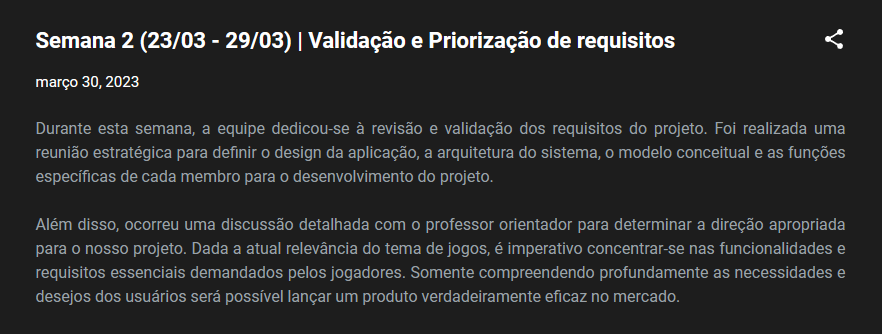 Semana 2 (23/03 - 29/03) | Validação e Priorização de requisitos
março 30, 2023
Durante esta semana, a equipe dedicou-se à revisão e validação dos requisitos do projeto. Foi realizada uma
reunião estratégica para definir o design da aplicação, a arquitetura do sistema, o modelo conceitual e as funções
específicas de cada membro para o desenvolvimento do projeto.
Além disso, ocorreu uma discussão detalhada com o professor orientador para determinar a direção apropriada
para o nosso projeto. Dada a atual relevância do tema de jogos, é imperativo concentrar-se nas funcionalidades e
requisitos essenciais demandados pelos jogadores. Somente compreendendo profundamente as necessidades e
desejos dos usuários será possível lançar um produto verdadeiramente eficaz no mercado.